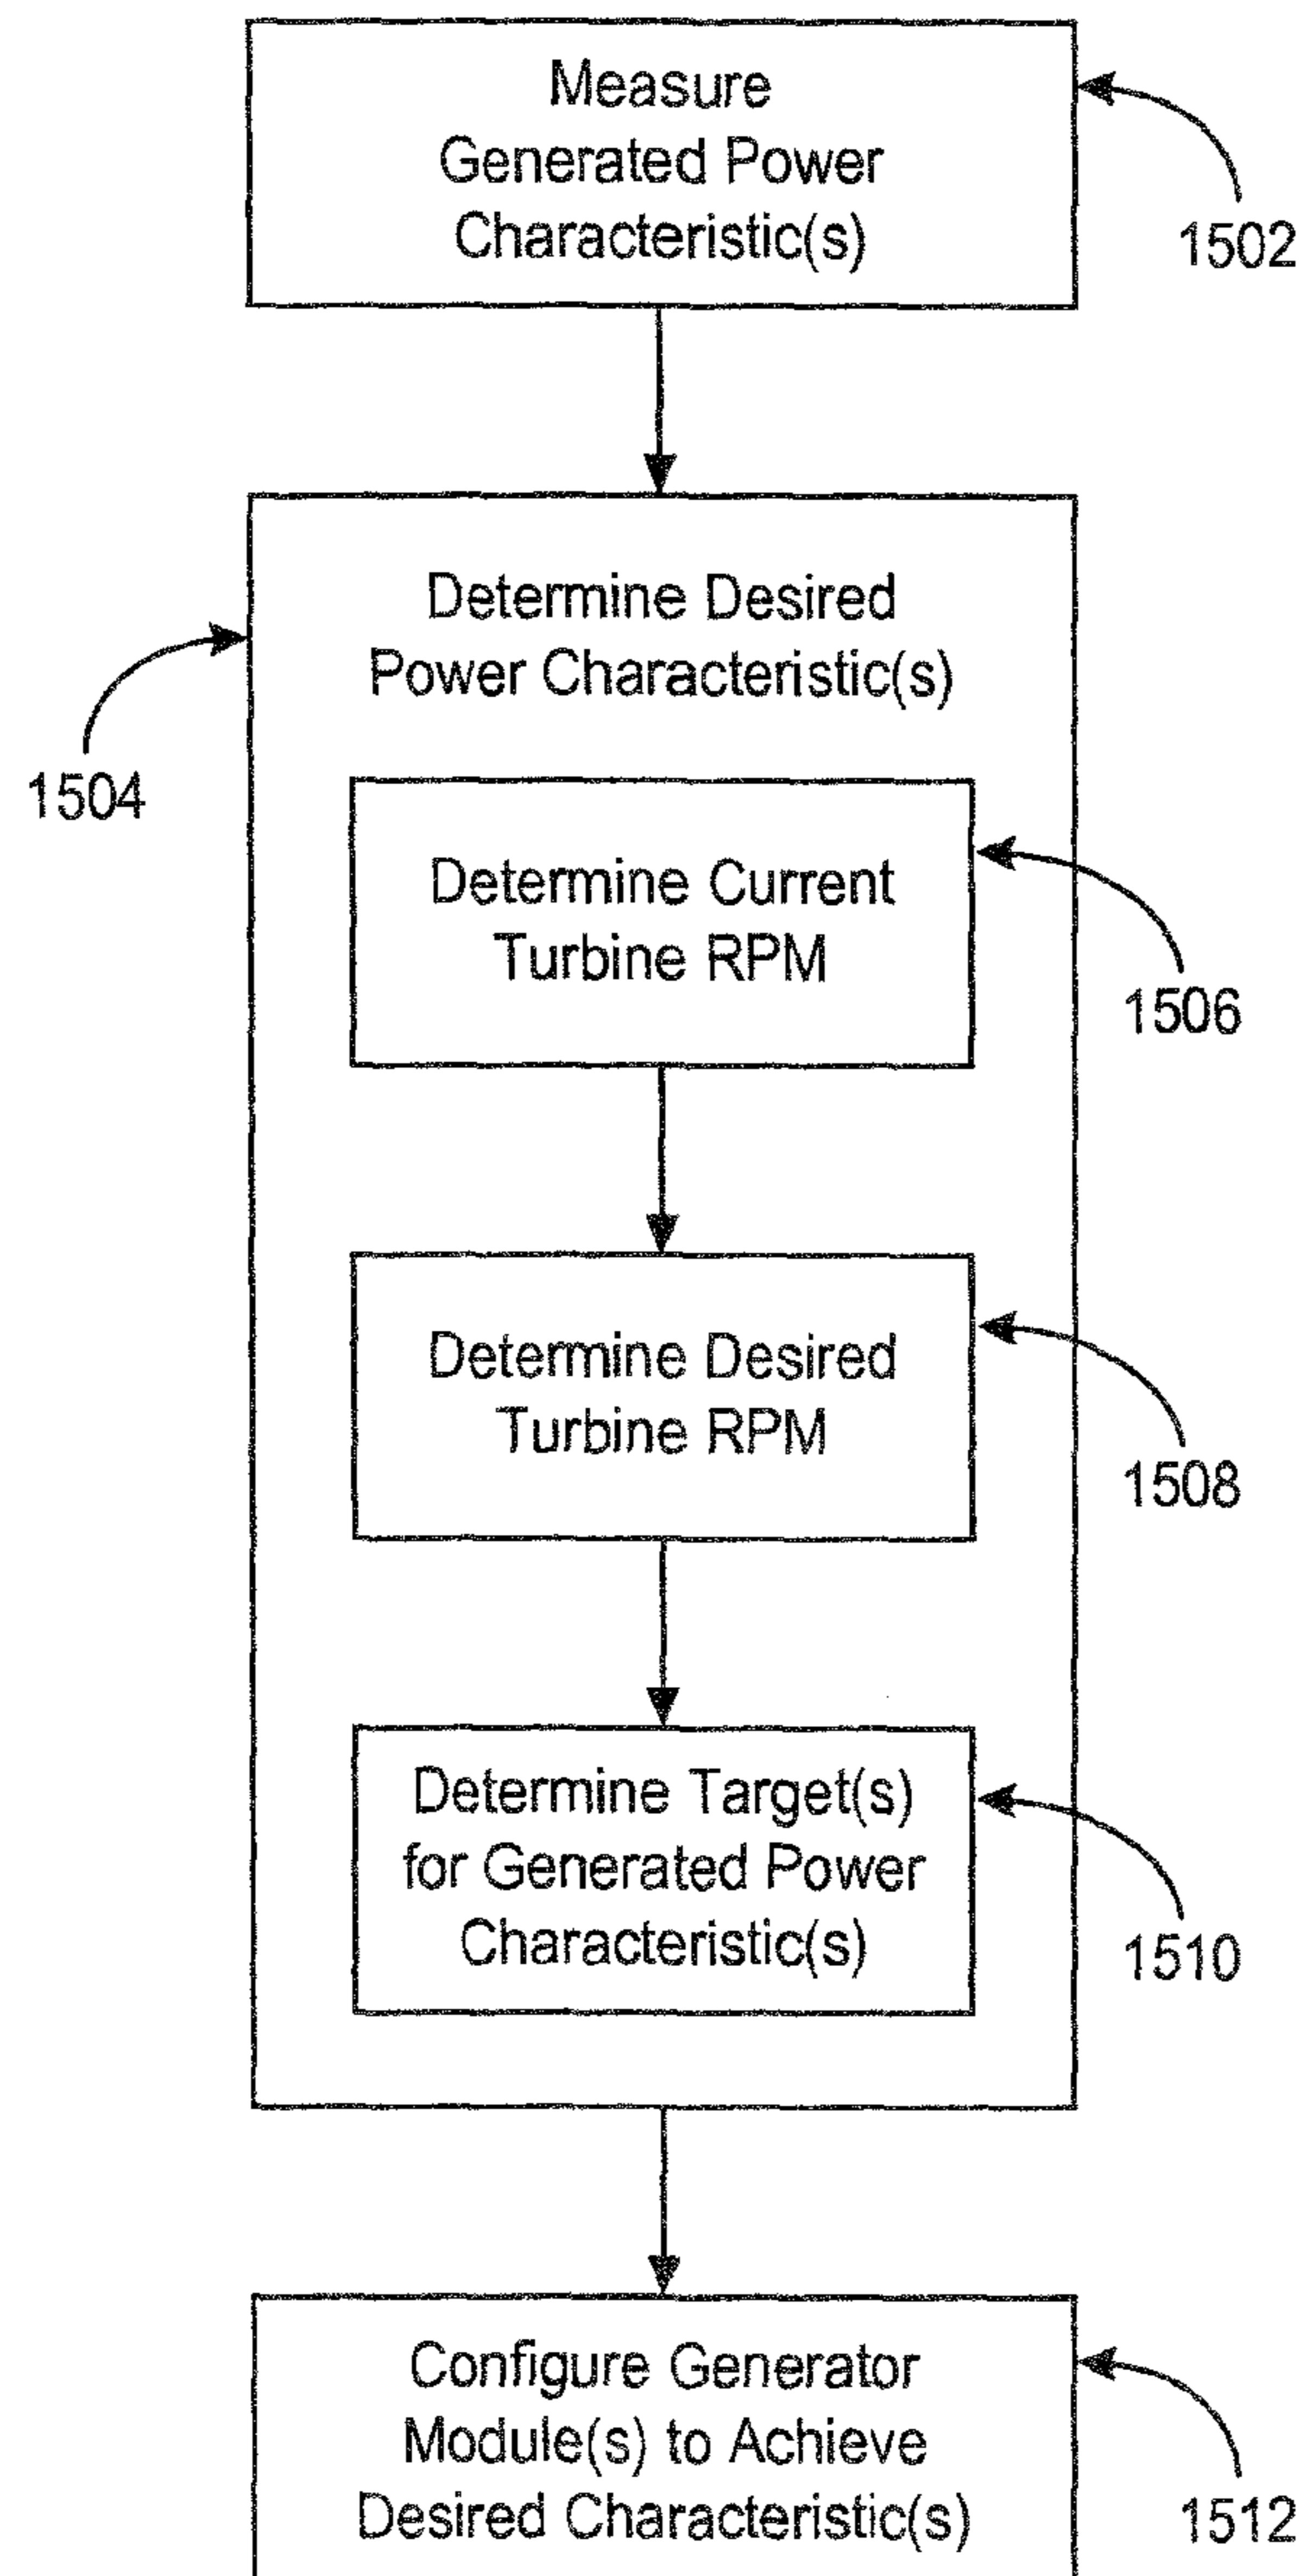 Measure
Generated Power
Characteristic(s)
1502
Determine Desired
Power Characteristic(s)
1504
Determine Current
Turbine RPM
1506
Determine Desired
Turbine RPM
1508
Determine Target(s)
for Generated Power
Characteristic(s)
1510
Configure Generator
Module(s) to Achieve
Desired Characteristic(s)
1512